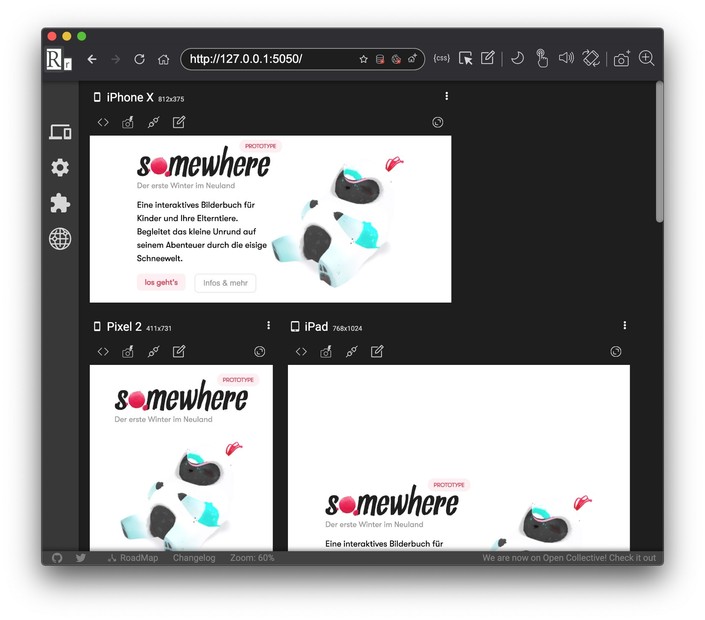 R r
http://127.0.0.1:5050/
{css}
iPhone X 812x375
PROTOTYPE
somewhere
Der erste Winter im Neuland
Eine interaktives Bilderbuch für
Kinder und Ihre Elterntiere.
Begleitet das kleine Unrund auf
seinem Abenteuer durch die eisige
Schneewelt.
los geht's
Infos & mehr
Pixel 2 411x731
PROTOTYPE
somewhere
Der erste Winter im Neuland
iPad 768x1024
PROTOTYPE
somewhere
Der erste Winter im Neuland
Eine interaktives Bilderbuch für
RoadMap Changelog Zoom: 60% We are now on Open Collective! Check it out